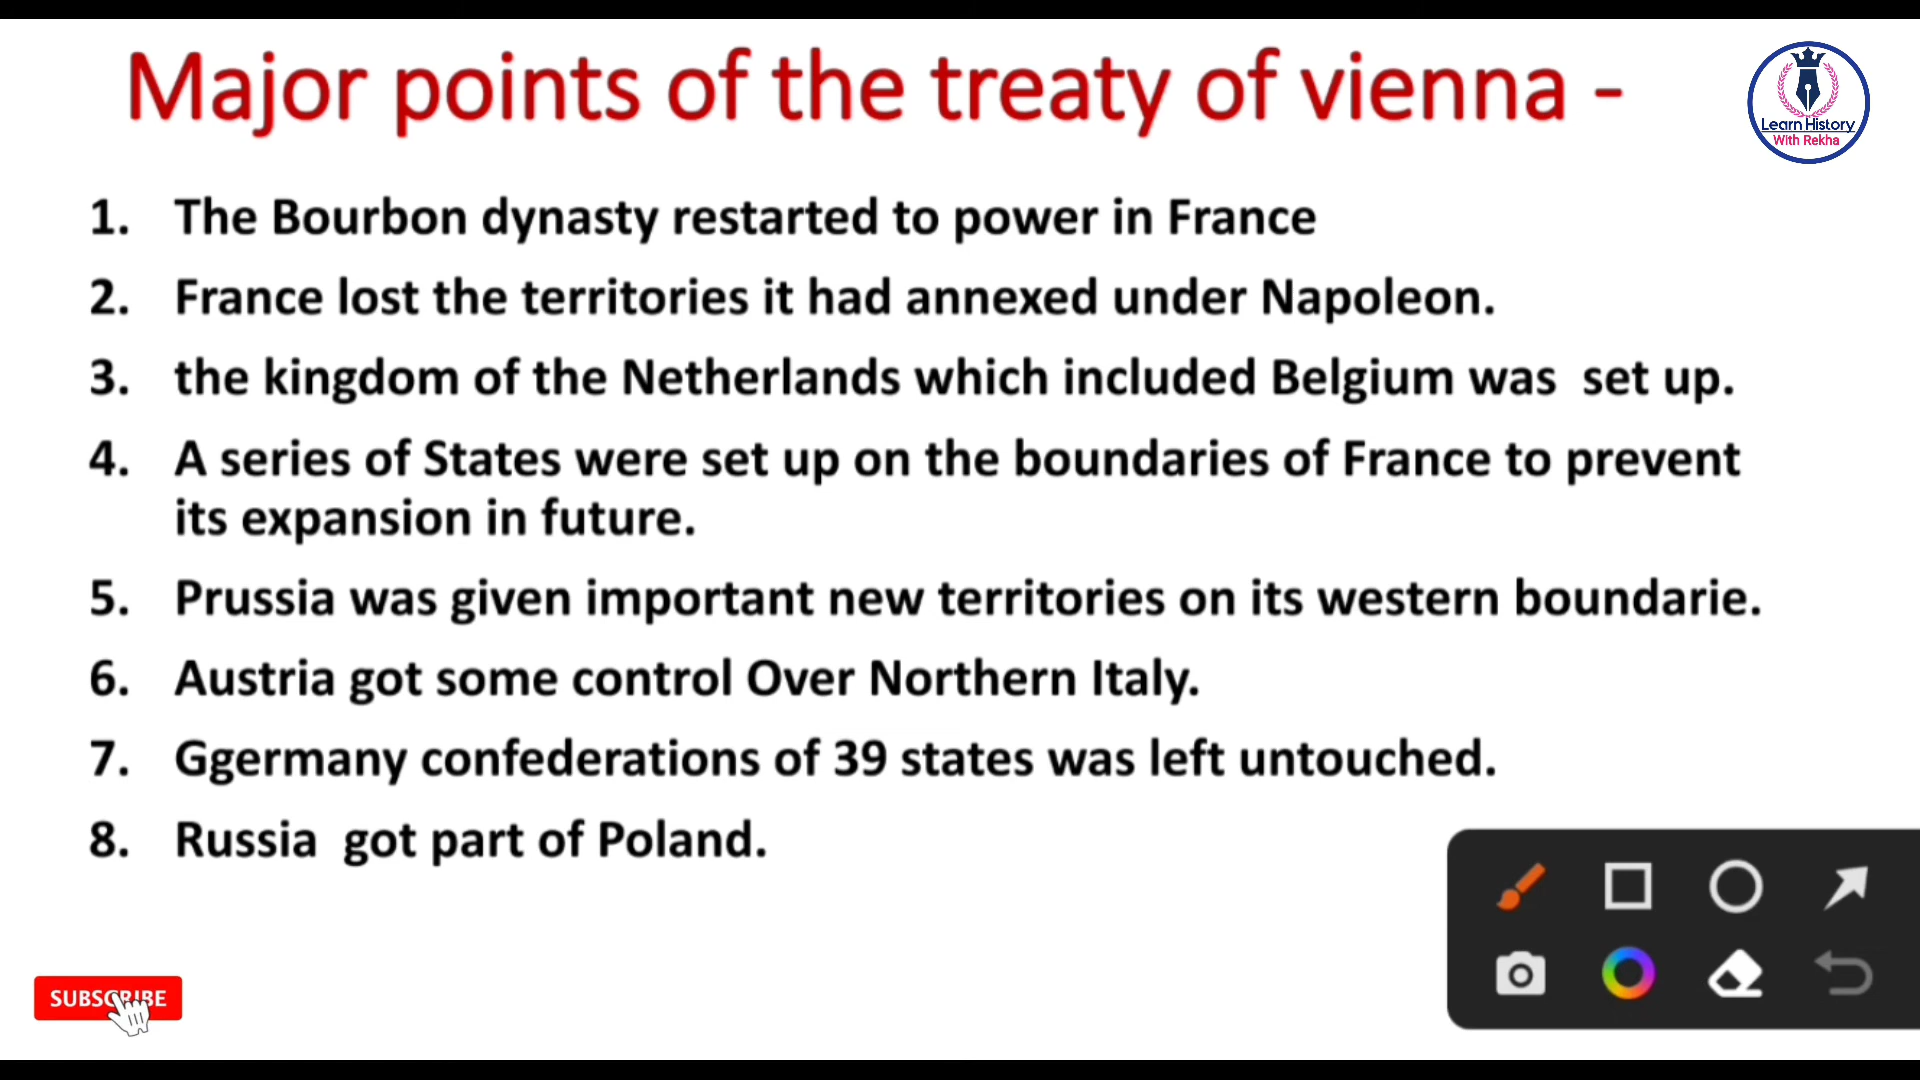 Major points of the treaty of vienna -
Learn History
With Rekha
1. The Bourbon dynasty restarted to power in France
2. France lost the territories it had annexed under Napoleon.
3. the kingdom of the Netherlands which included Belgium was set up.
4. A series of States were set up on the boundaries of France to prevent
its expansion in future.
5. Prussia was given important new territories on its western boundarie.
6. Austria got some control Over Northern Italy.
7. Ggermany confederations of 39 states was left untouched.
8. Russia got part of Poland.
SUBSCRIBE